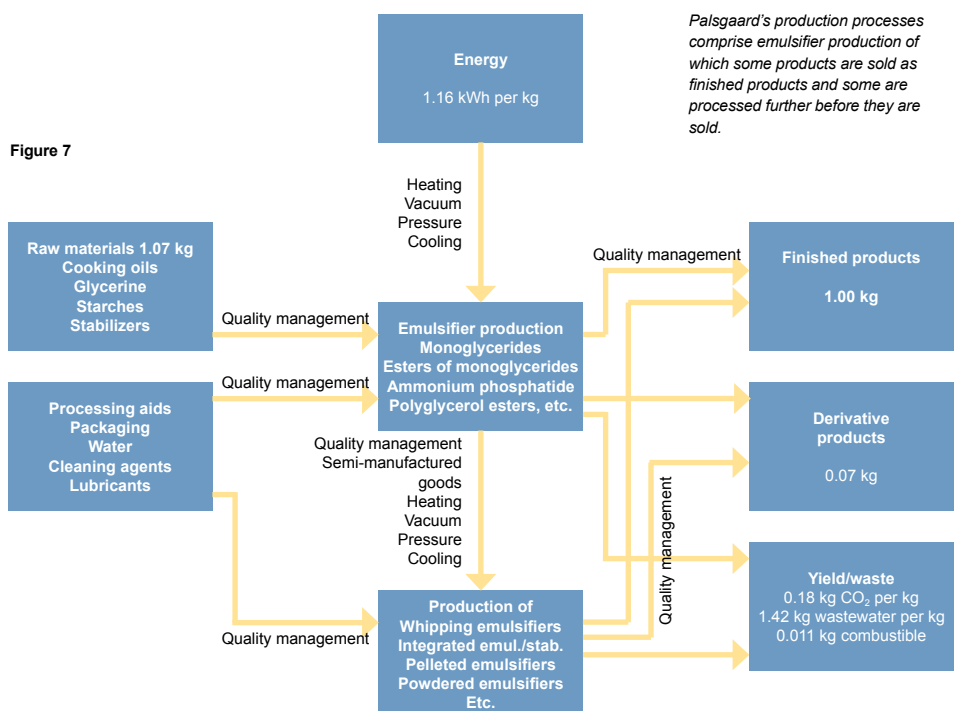 Palsgaard's production processes
comprise emulsifier production of
which some products are sold as
finished products and some are
processed further before they are
sold.
Energy
1.16 kWh per kg
Figure 7
Heating
Vacuum
Pressure
Cooling
Raw materials 1.07 kg
Cooking oils
Glycerine
Starches
Stabilizers
Quality management
Quality management
Finished products
1.00 kg
Emulsifier production
Monoglycerides
Esters of monoglycerides
Ammonium phosphatide
Polyglycerol esters, etc.
Processing aids
Packaging
Water
Cleaning agents
Lubricants
Quality management
Derivative
products
0.07 kg
Quality management
Semi-manufactured
goods
Heating
Vacuum
Pressure
Cooling
Quality management
Yield/waste
0.18 kg CO₂ per kg
1.42 kg wastewater per kg
0.011 kg combustible
Quality management
Production of
Whipping emulsifiers
Integrated emul./stab.
Pelleted emulsifiers
Powdered emulsifiers
Etc.